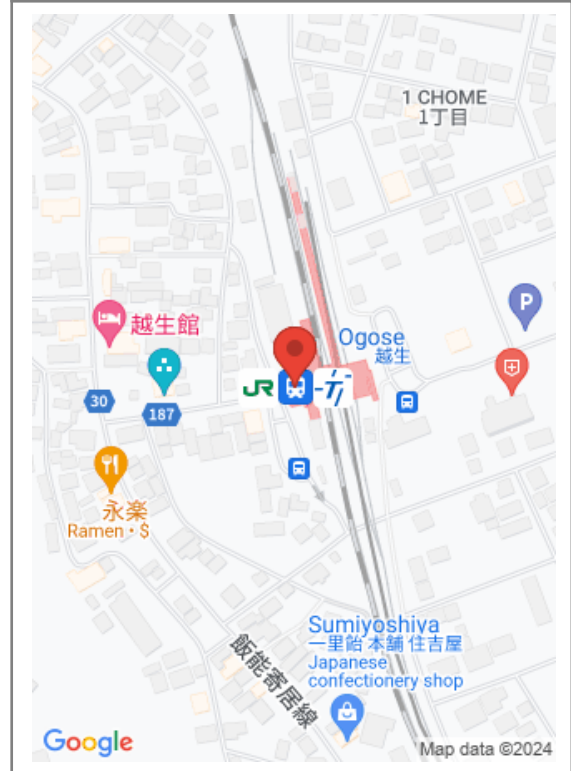 1 CHOME
1丁目
P
越生館
Ogose
越生
JR
30
187
永楽
Ramen • $
Sumiyoshiya
一里飴 本舗 住吉屋
Japanese
confectionery shop
飯能寄居線
Google
Map data ©2024